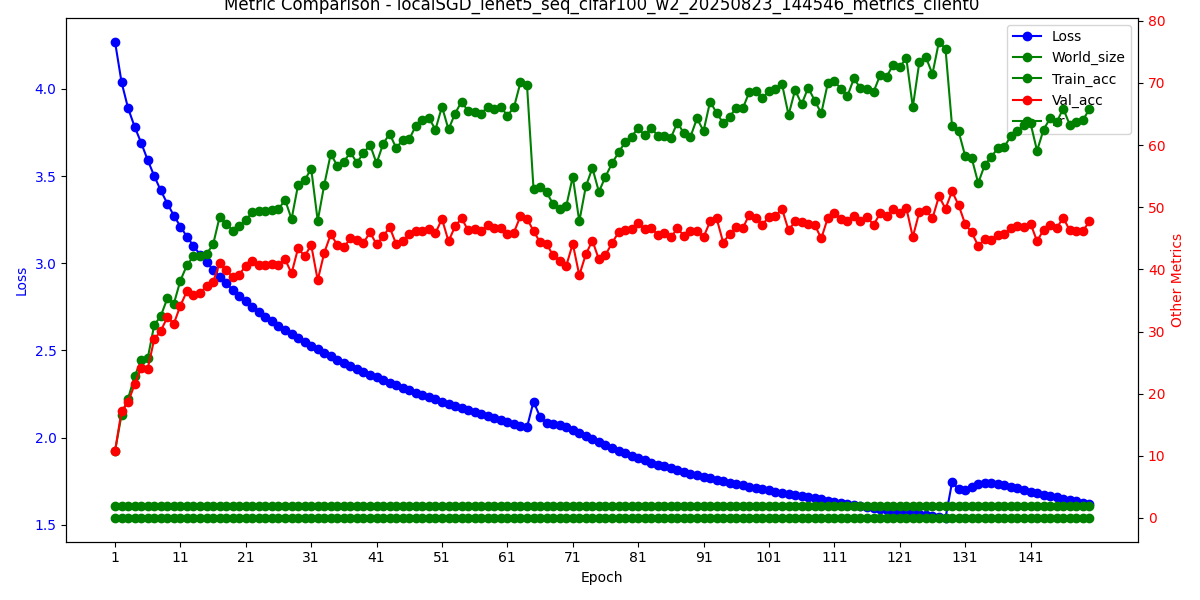 Metric Comparison - localSGD_lenet5_seq_cifar100_w2_20250823_144546_metrics_client0
Loss
World_size
Train_acc
Val_acc
4.0
3.5
3.0
2.5
2.0
1.5
Loss
80
70
60
50
40
30
20
10
0
Other Metrics
1 11 21 31 41 51 61 71 81 91 101 111 121 131 141
Epoch